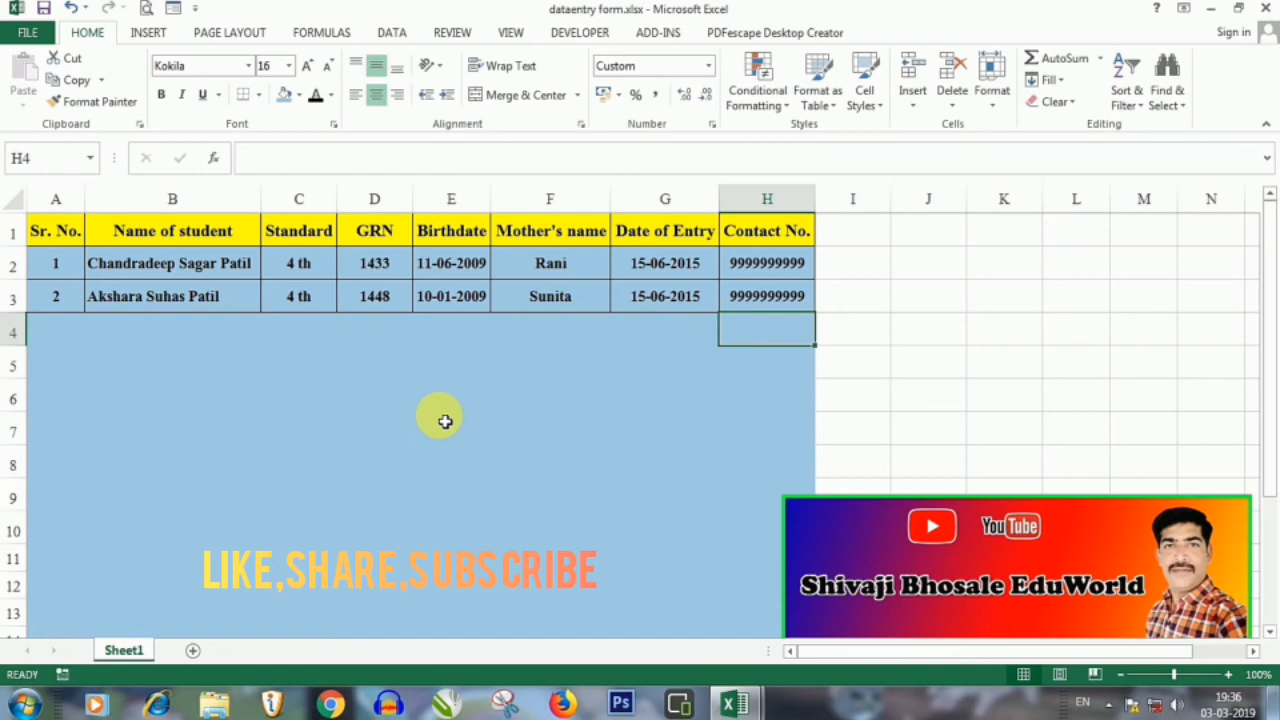 dataentry form.xlsx - Microsoft Excel
FILE HOME INSERT PAGE LAYOUT FORMULAS DATA REVIEW VIEW DEVELOPER ADD-INS PDFescape Desktop Creator Sign in
Paste
Cut
Copy
Format Painter
Clipboard
Kokila 16
B I U
Font
Wrap Text
Merge & Center
Alignment
Custom
%
Number
Conditional Formatting
Format as Table
Cell Styles
Styles
Insert Delete Format
Cells
AutoSum
Fill
Clear
Sort & Filter
Find & Select
Editing
H4 fx
A B C D E F G H I J K L M N
1 Sr. No. Name of student Standard GRN Birthdate Mother's name Date of Entry Contact No.
2 1 Chandradeep Sagar Patil 4 th 1433 11-06-2009 Rani 15-06-2015 9999999999
3 2 Akshara Suhas Patil 4 th 1448 10-01-2009 Sunita 15-06-2015 9999999999
4
5
6
7
8
9
10
11
12
13
YouTube
Shivaji Bhosale EduWorld
LIKE,SHARE,SUBSCRIBE
Sheet1
READY 100%
Ps EN 19:36
03-03-2019